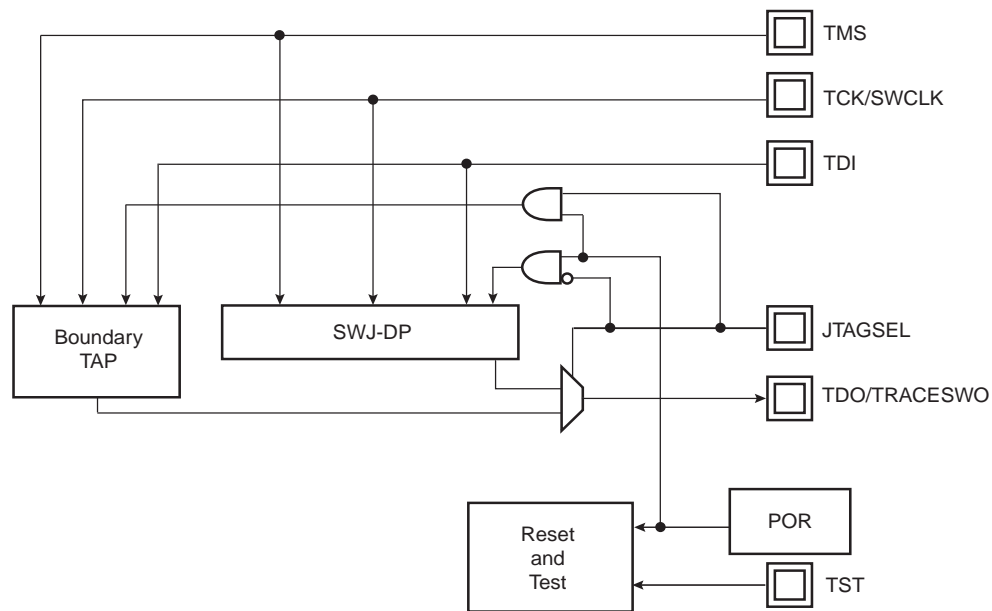 TMS
TCK/SWCLK
TDI
Boundary
TAP
SWJ-DP
JTAGSEL
TDO/TRACESWO
Reset
and
Test
POR
TST